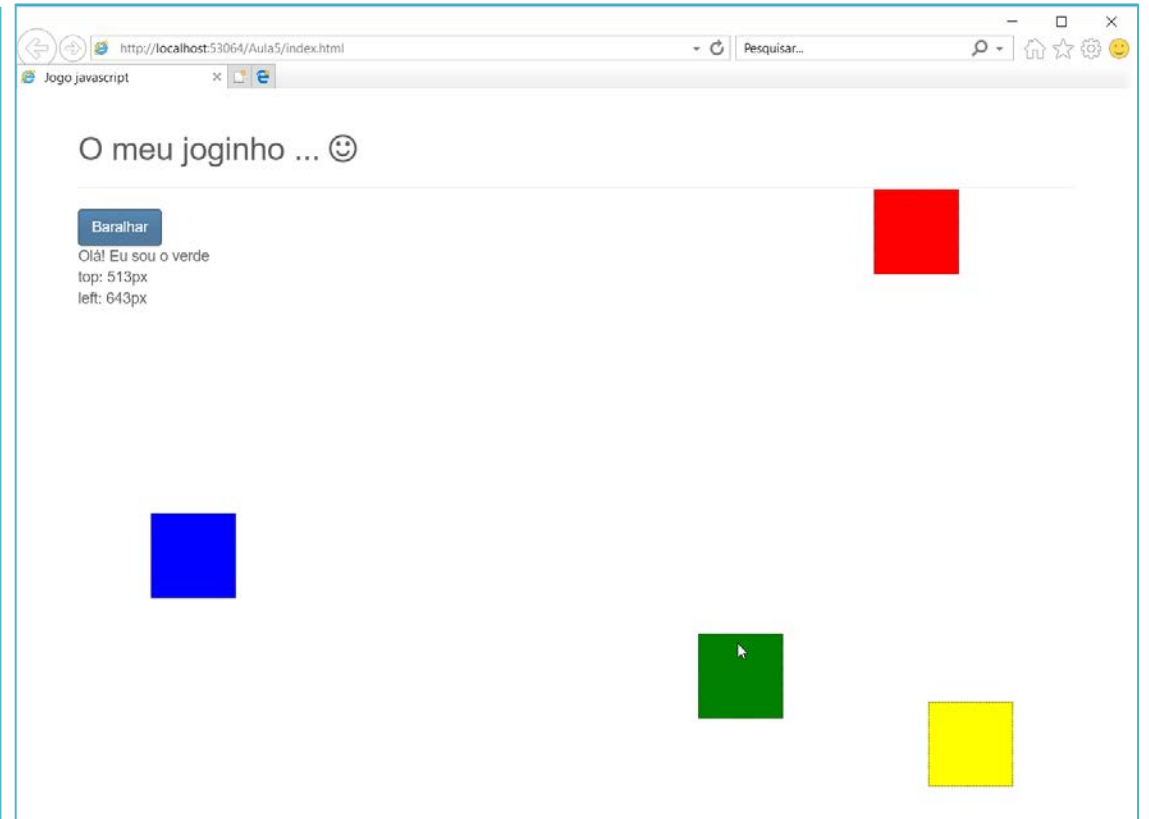 http://localhost:53064/Aula5/index.html
Pesquisar...
Jogo javascript
O meu joginho ... ☺
Baralhar
Olá! Eu sou o verde
top: 513px
left: 643px